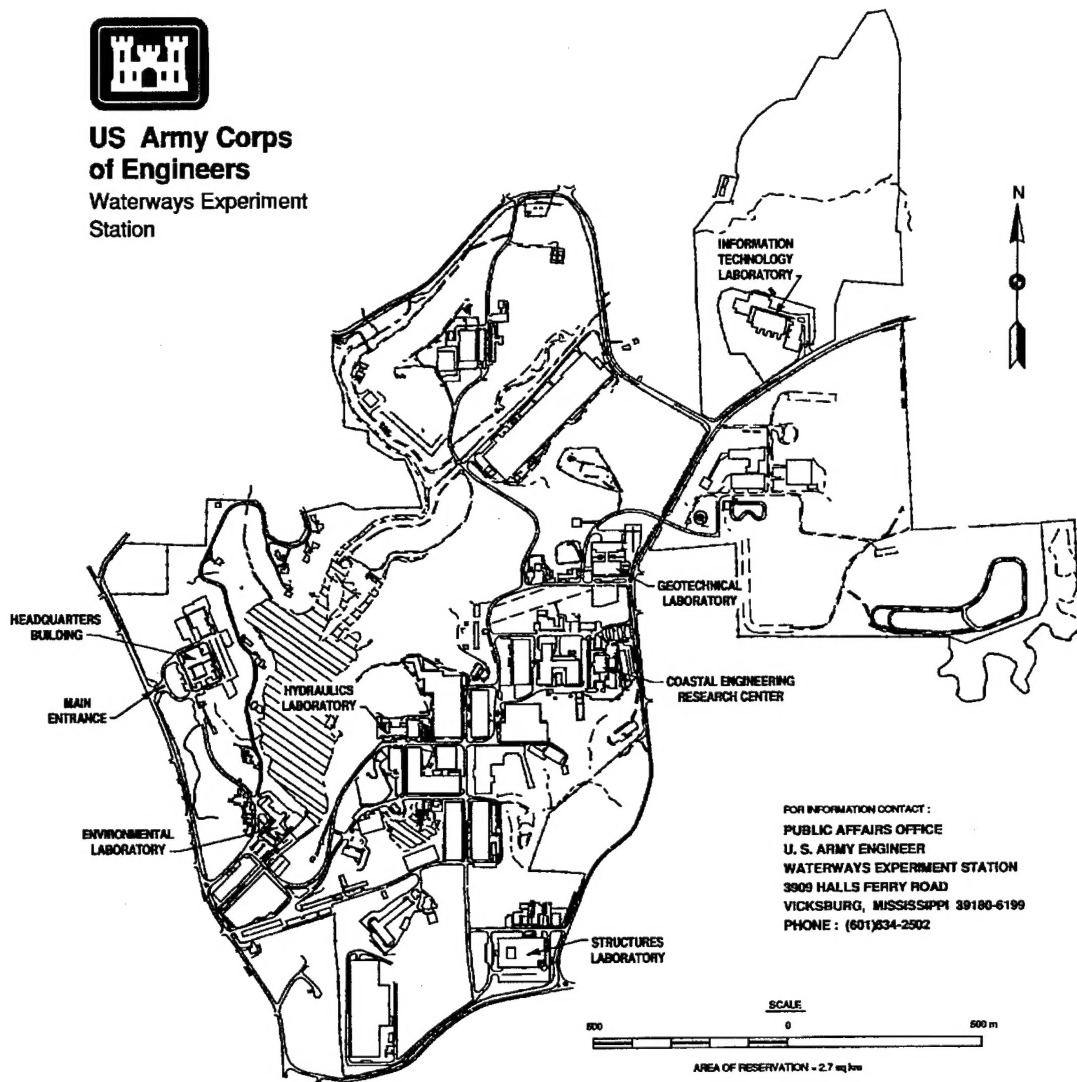 US Army Corps
of Engineers
Waterways Experiment
Station
N
INFORMATION
TECHNOLOGY
LABORATORY
GEOTECHNICAL
LABORATORY
HEADQUARTERS
BUILDING
MAIN
ENTRANCE
HYDRAULICS
LABORATORY
COASTAL ENGINEERING
RESEARCH CENTER
ENVIRONMENTAL
LABORATORY
STRUCTURES
LABORATORY
FOR INFORMATION CONTACT :
PUBLIC AFFAIRS OFFICE
U. S. ARMY ENGINEER
WATERWAYS EXPERIMENT STATION
3909 HALLS FERRY ROAD
VICKSBURG, MISSISSIPPI 39180-6199
PHONE : (601)634-2502
SCALE
500 0 500 m
AREA OF RESERVATION = 2.7 sq km